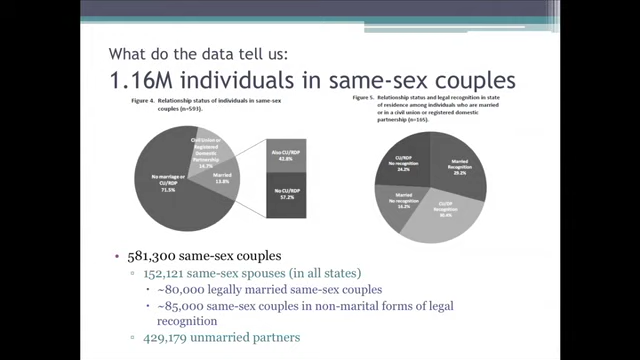 What do the data tell us:
1.16M individuals in same-sex couples
Figure 4. Relationship status of individuals in same-sex
couples (n=593).
Figure 5. Relationship status and legal recognition in state
of residence among individuals who are married
or in a civil union or registered domestic
partnership (n=165).
Civil Union or
Registered
Domestic
Partnership
14.7%
Married
13.8%
No marriage or
CU/RDP
71.5%
Also CU/RDP
42.8%
No CU/RDP
57.2%
CU/RDP
No recognition
24.2%
Married
Recognition
29.2%
Married
No recognition
CU/DP
Recognition
• 581,300 same-sex couples
▫ 152,121 same-sex spouses (in all states)
▪ ~80,000 legally married same-sex couples
▪ ~85,000 same-sex couples in non-marital forms of legal
recognition
▫ 429,179 unmarried partners